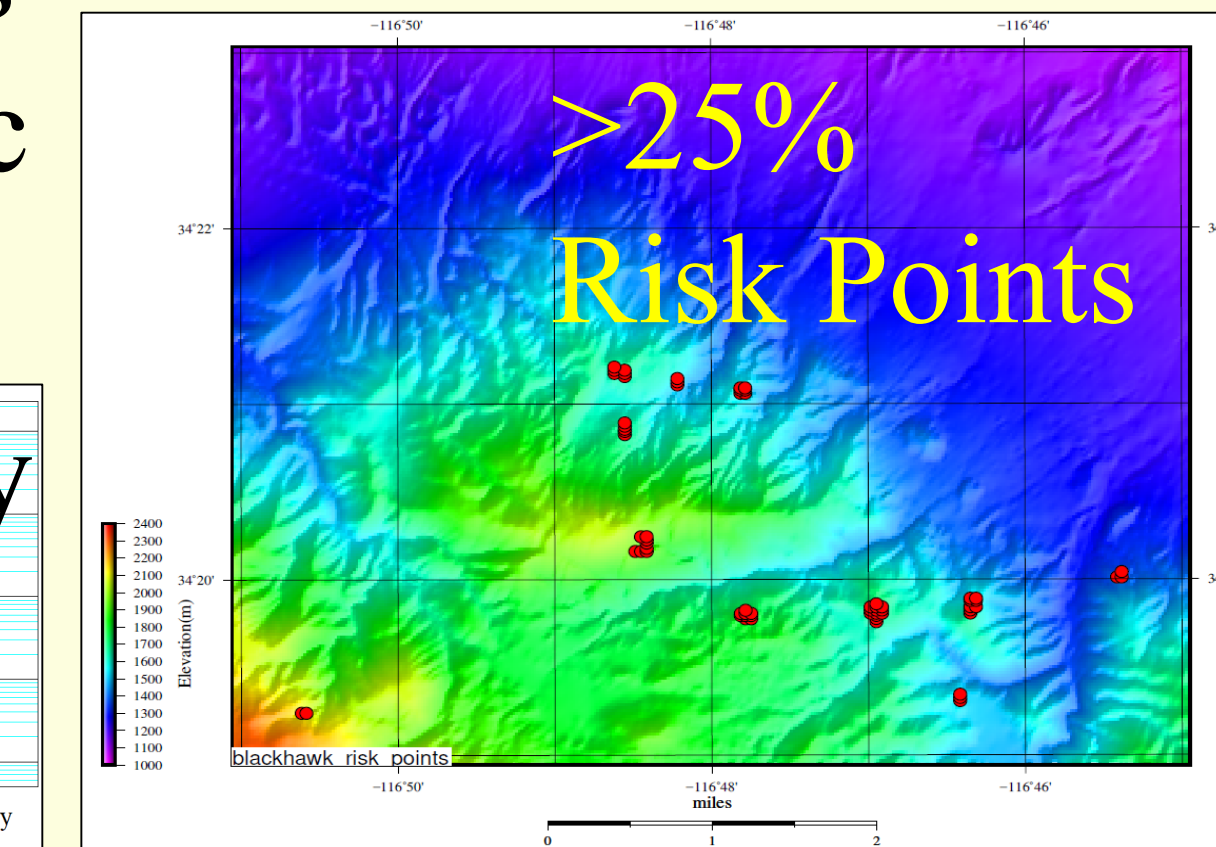 c
y
y
−116˚50' −116˚48' −116˚46'
>25%
34˚22'
Risk Points
34˚20'
2400
2300
2200
2100
2000
1900
1800
1700
1600
1500
1400
1300
1200
1100
1000
Elevation(m)
blackhawk_risk_points
−116˚50' −116˚48' −116˚46'
miles
0 1 2